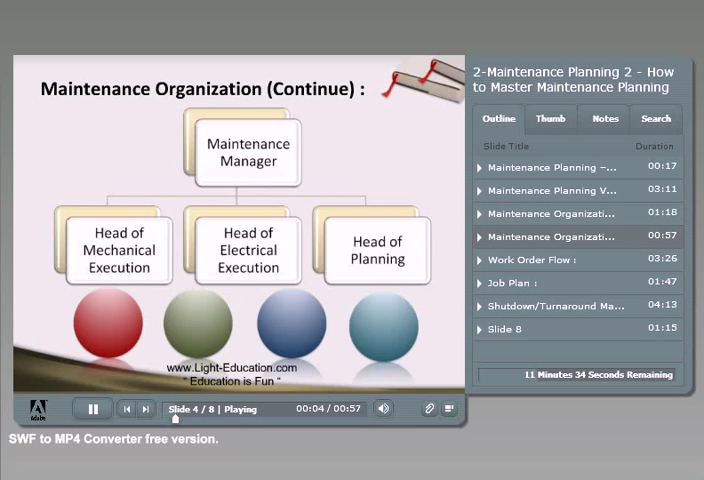 Maintenance Organization (Continue) :
Maintenance
Manager
Head of
Mechanical
Execution
Head of
Electrical
Execution
Head of
Planning
www.Light-Education.com
" Education is Fun "
Adobe
Slide 4 / 8 | Playing
00:04 / 00:57
2-Maintenance Planning 2 - How
to Master Maintenance Planning
Outline
Thumb
Notes
Search
Slide Title
Duration
Maintenance Planning –...
00:17
Maintenance Planning V...
03:11
Maintenance Organizati...
01:18
Maintenance Organizati...
00:57
Work Order Flow :
03:26
Job Plan :
01:47
Shutdown/Turnaround Ma...
04:13
Slide 8
01:15
11 Minutes 34 Seconds Remaining
SWF to MP4 Converter free version.